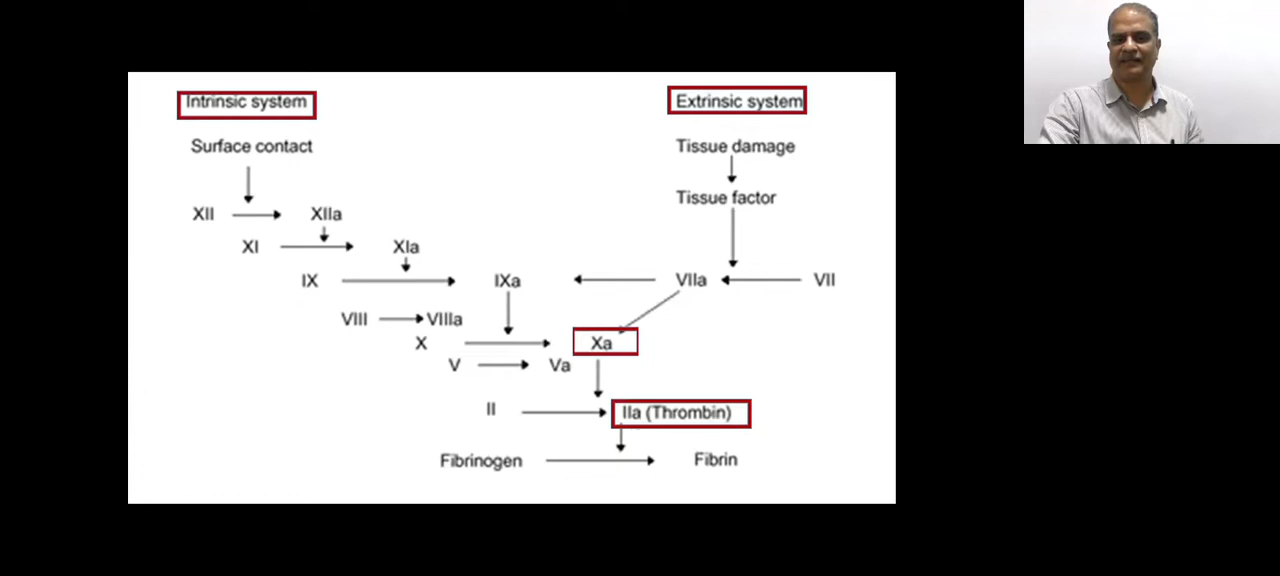 Intrinsic system Extrinsic system
Surface contact Tissue damage
Tissue factor
XII XIIa
XI XIa
IX IXa VIIa VII
VIII VIIIa
X Xa
V Va
II IIa (Thrombin)
Fibrinogen Fibrin